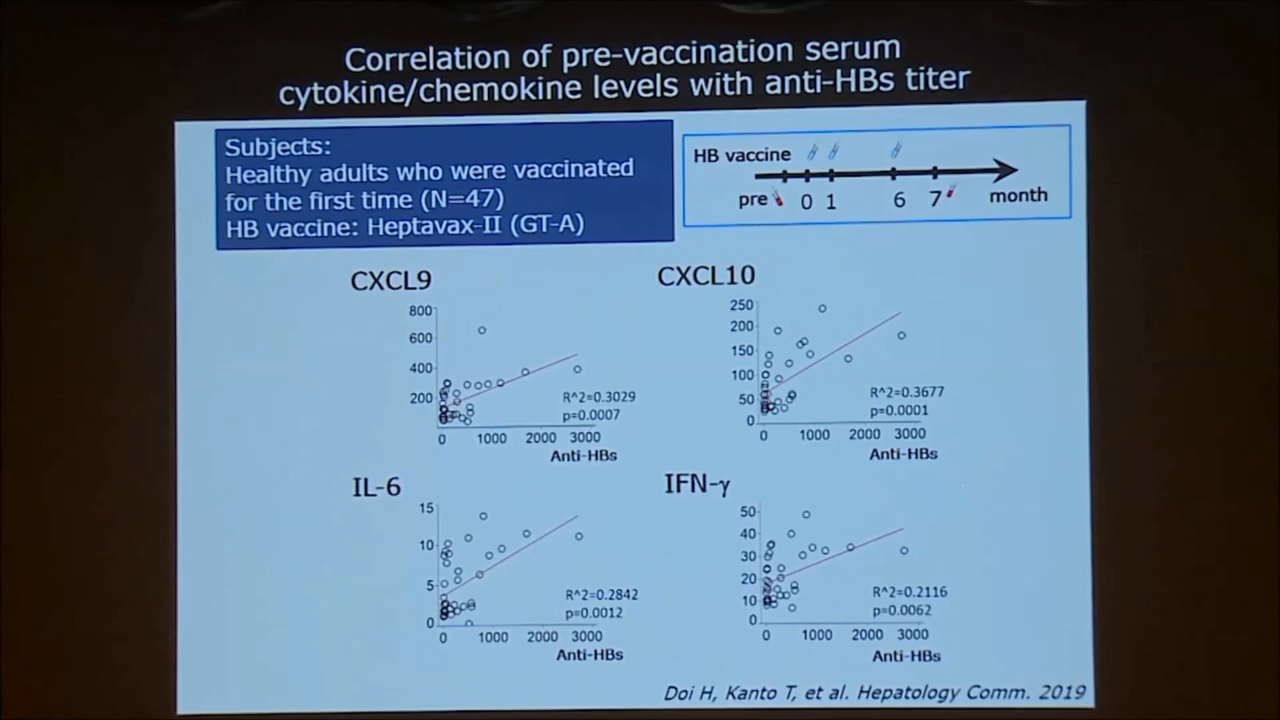 Correlation of pre-vaccination serum
cytokine/chemokine levels with anti-HBs titer
Subjects:
Healthy adults who were vaccinated
for the first time (N=47)
HB vaccine: Heptavax-II (GT-A)
HB vaccine
pre 0 1 6 7 month
CXCL9
800
600
400
200
R^2=0.3029
p=0.0007
0 1000 2000 3000
Anti-HBs
CXCL10
250
200
150
100
50
0
R^2=0.3677
p=0.0001
0 1000 2000 3000
Anti-HBs
IL-6
15
10
5
0
R^2=0.2842
p=0.0012
0 1000 2000 3000
Anti-HBs
IFN-γ
50
40
30
20
10
0
R^2=0.2116
p=0.0062
0 1000 2000 3000
Anti-HBs
Doi H, Kanto T, et al. Hepatology Comm. 2019